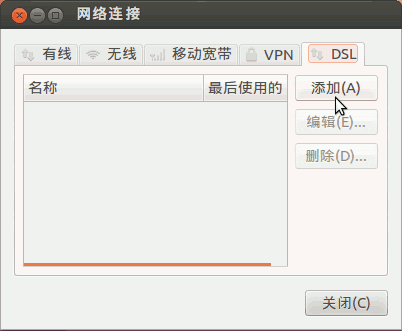 网络连接
有线 无线 移动宽带 VPN DSL
名称 最后使用的 添加(A)
编辑(E)...
删除(D)...
关闭(C)